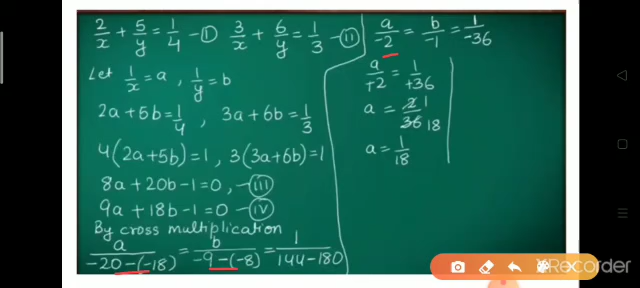 2/x + 5/y = 1/4 - (I) 3/x + 6/y = 1/3 - (II)
Let 1/x = a , 1/y = b
2a + 5b = 1/4 , 3a + 6b = 1/3
4(2a+5b) = 1 , 3(3a+6b) = 1
8a + 20b - 1 = 0, - (III)
9a + 18b - 1 = 0 - (IV)
By cross multiplication
a/-20-(-18) = b/-9-(-8) = 1/144-180
a/-2 = b/-1 = 1/-36
a/+2 = 1/+36
a = 2 1/36 18
a = 1/18
Recorder